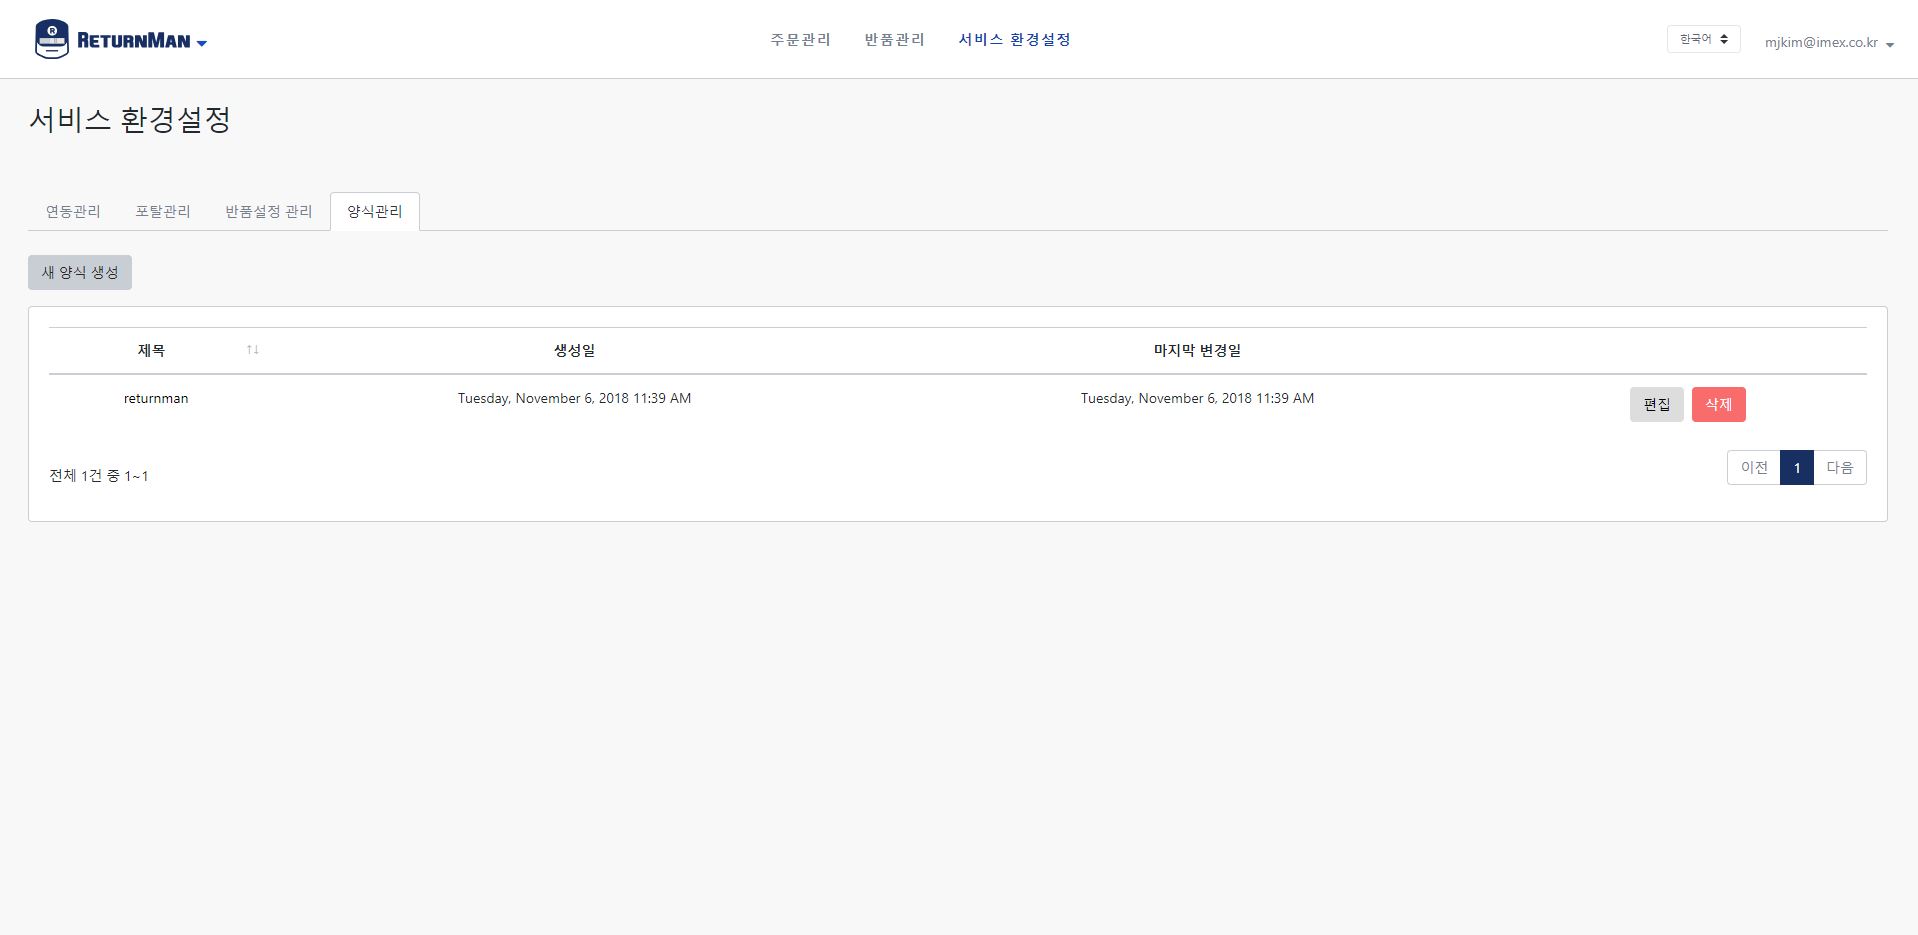 RETURNMAN
주문관리 반품관리 서비스 환경설정
한국어 mjkim@imex.co.kr
서비스 환경설정
연동관리 포탈관리 반품설정 관리 양식관리
새 양식 생성
제목 생성일 마지막 변경일
returnman Tuesday, November 6, 2018 11:39 AM Tuesday, November 6, 2018 11:39 AM 편집 삭제
전체 1건 중 1~1 이전 1 다음